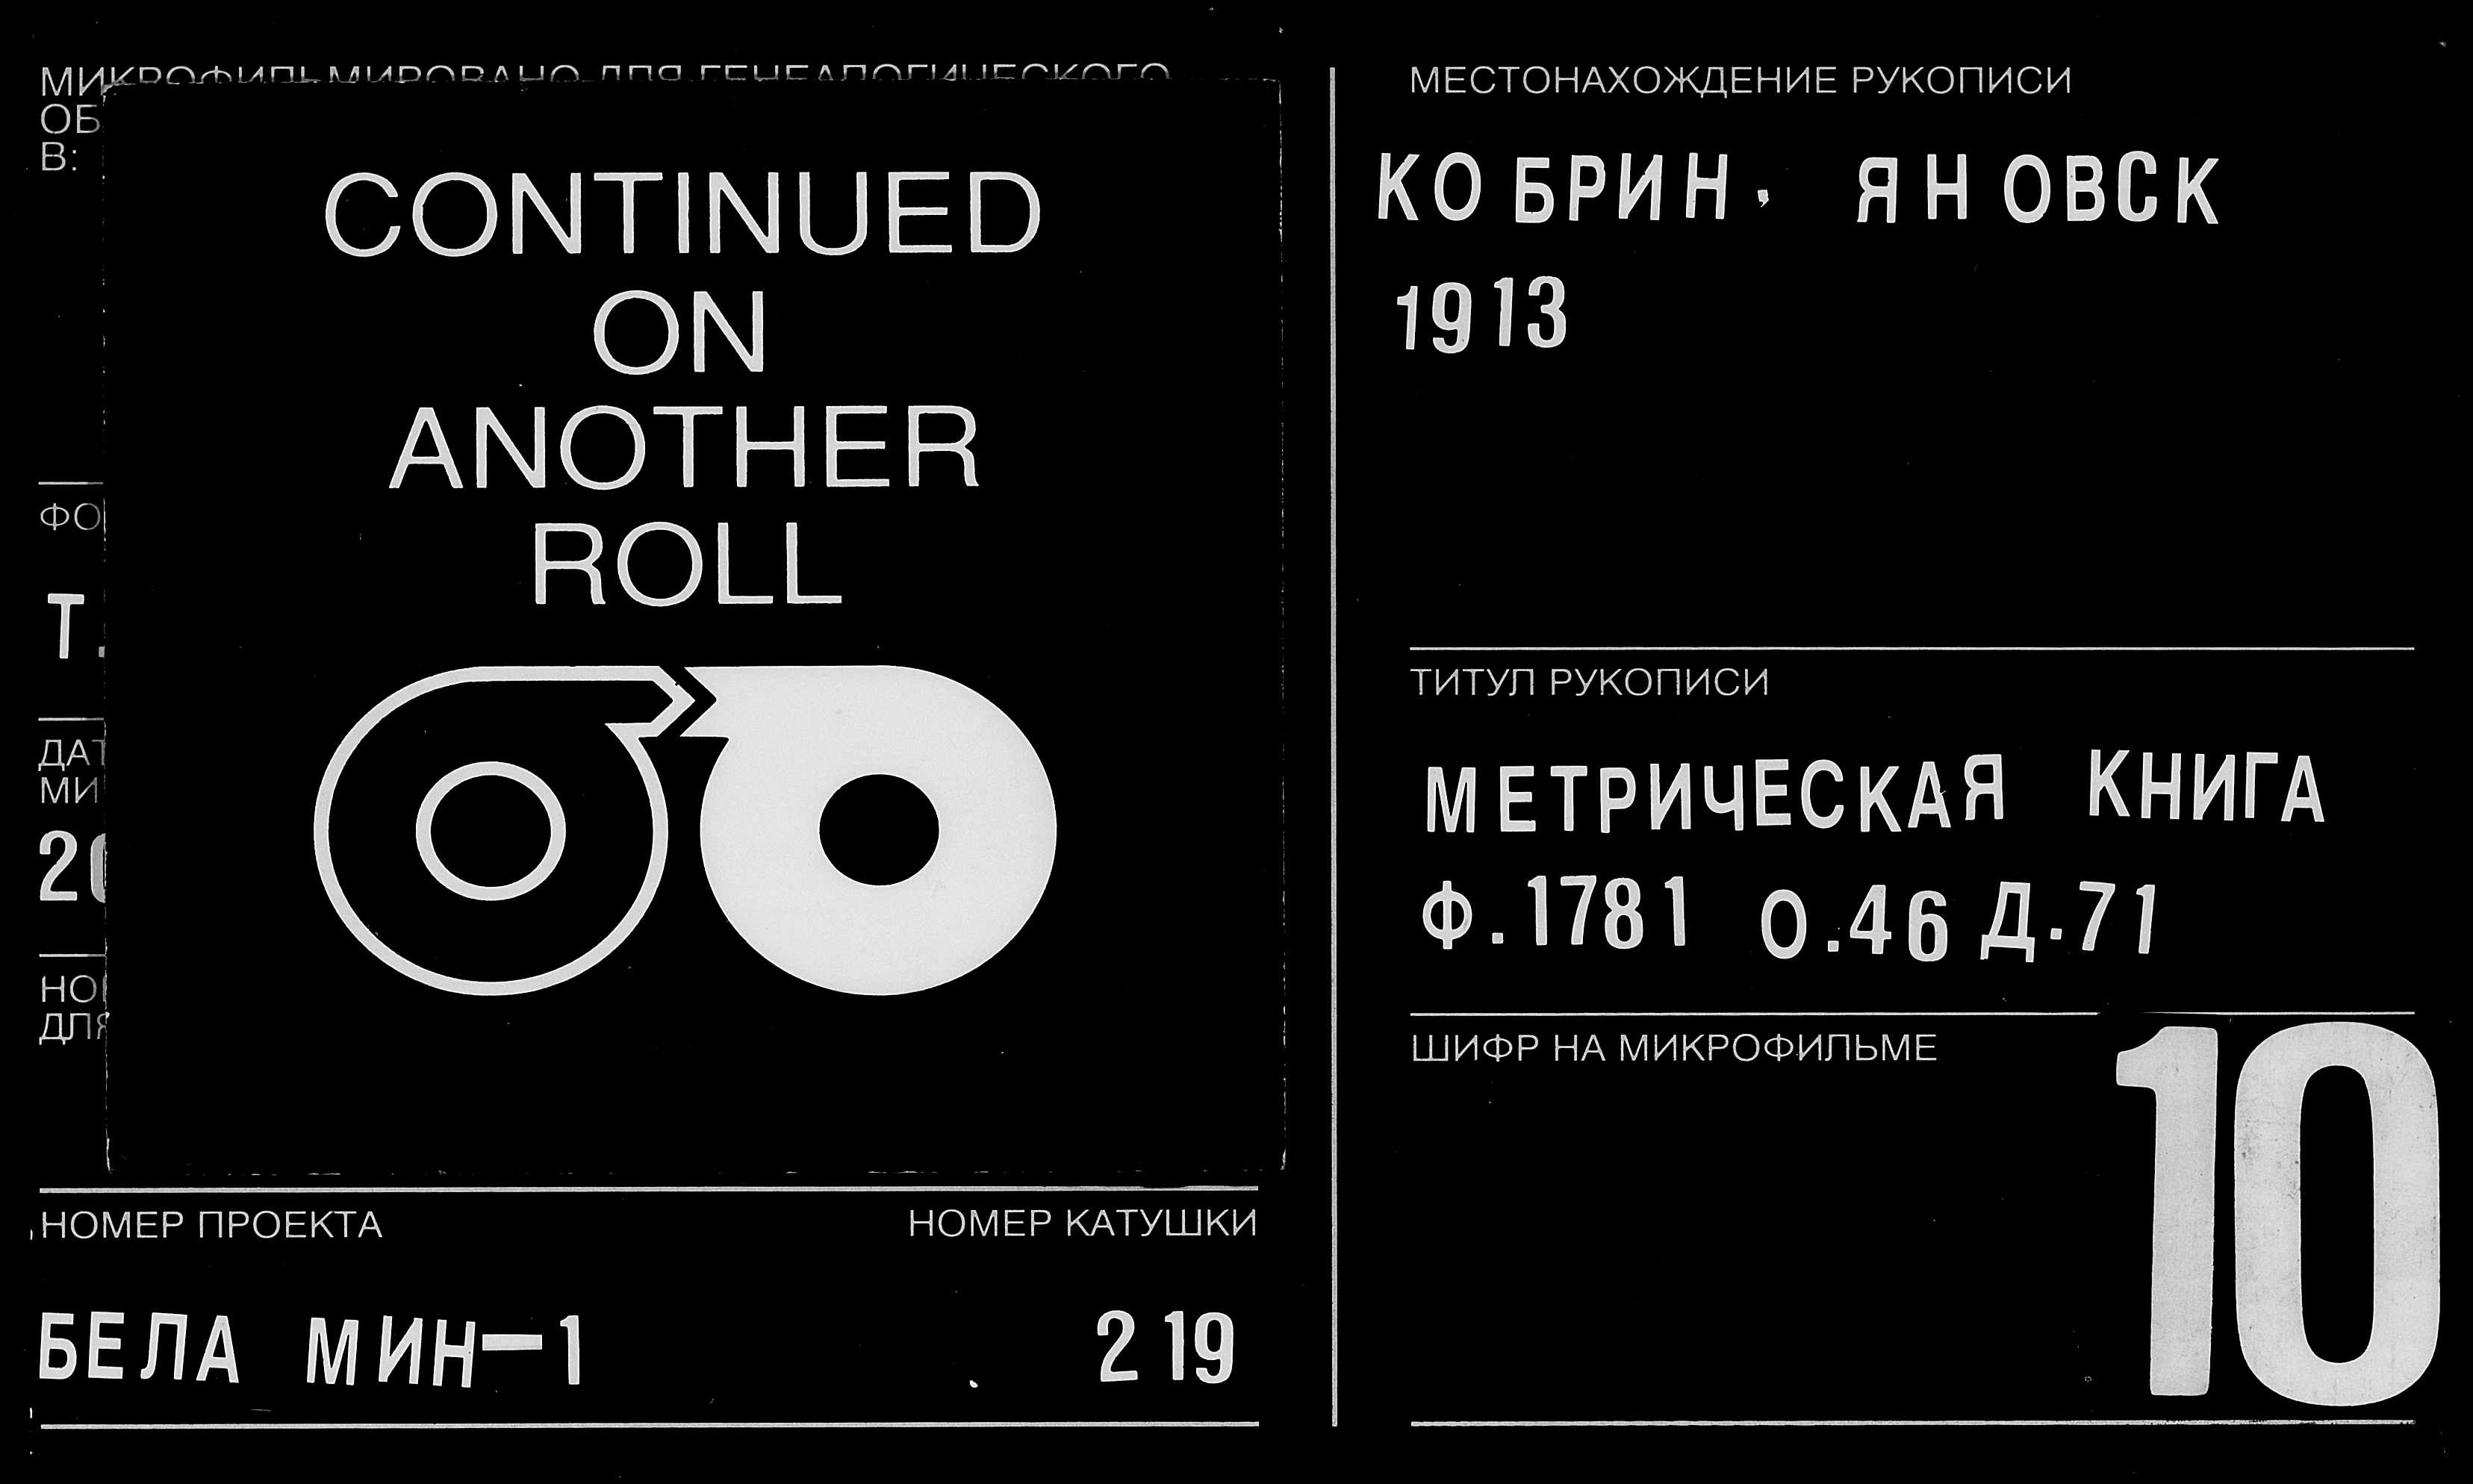 CONTINUED
ON
ANOTHER
ROLL
НОМЕР ПРОЕКТА НОМЕР КАТУШКИ
БЕЛА МИН-1 219
МЕСТОНАХОЖДЕНИЕ РУКОПИСИ
КОБРИН, ЯНОВСК
1913
ТИТУЛ РУКОПИСИ
МЕТРИЧЕСКАЯ КНИГА
Ф.1781 О.46 Д.71
ШИФР НА МИКРОФИЛЬМЕ
10